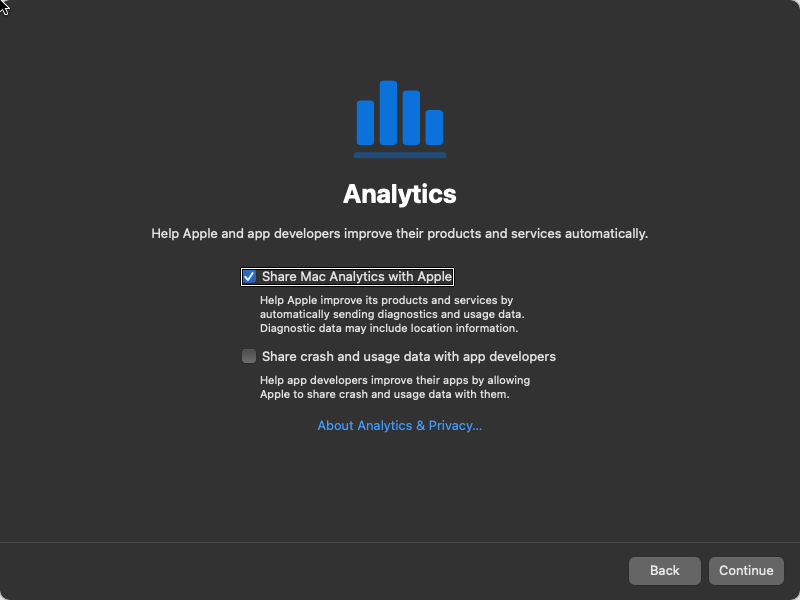 Analytics
Help Apple and app developers improve their products and services automatically.
Share Mac Analytics with Apple
Help Apple improve its products and services by
automatically sending diagnostics and usage data.
Diagnostic data may include location information.
Share crash and usage data with app developers
Help app developers improve their apps by allowing
Apple to share crash and usage data with them.
About Analytics & Privacy...
Back
Continue